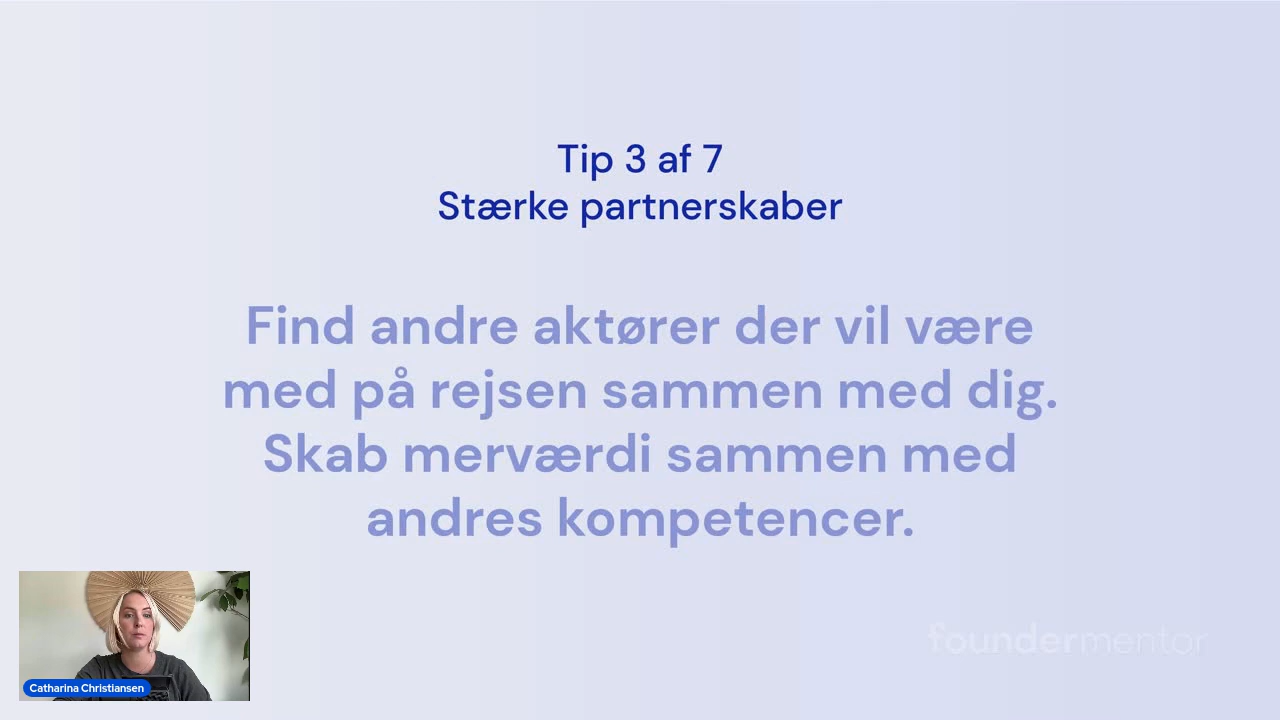 Tip 3 af 7
Stærke partnerskaber
Find andre aktører der vil være
med på rejsen sammen med dig.
Skab merværdi sammen med
andres kompetencer.
foundermentor
Catharina Christiansen